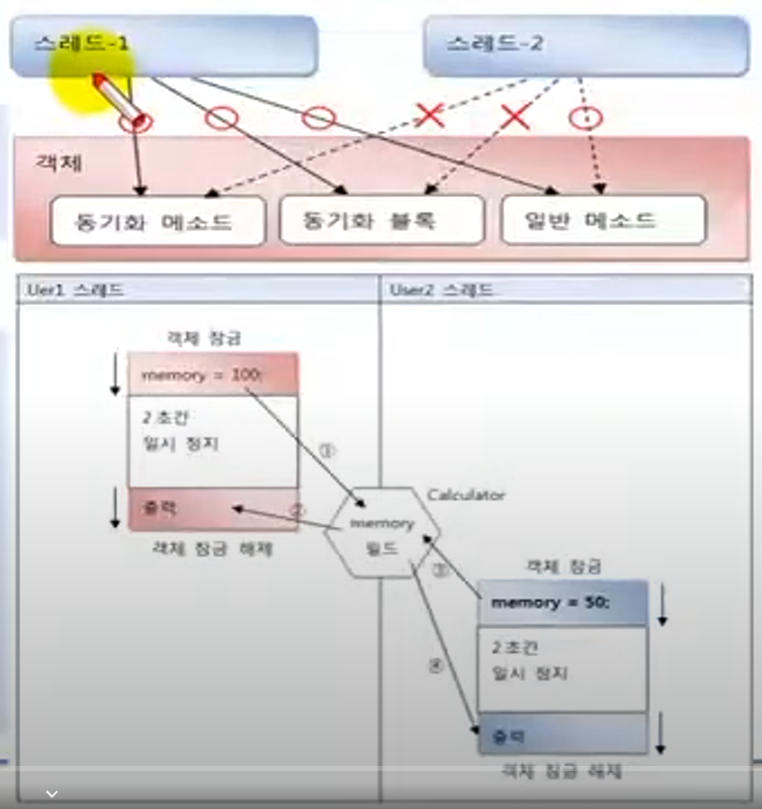 스레드-1
스레드-2
객체
동기화 메소드
동기화 블록
일반 메소드
Uer1 스레드
User2 스레드
객체 잠금
memory = 100;
2초간
일시 정지
①
출력
②
객체 잠금 해제
Calculator
memory
필드
③
객체 잠금
memory = 50;
2초간
일시 정지
④
출력
객체 잠금 해제